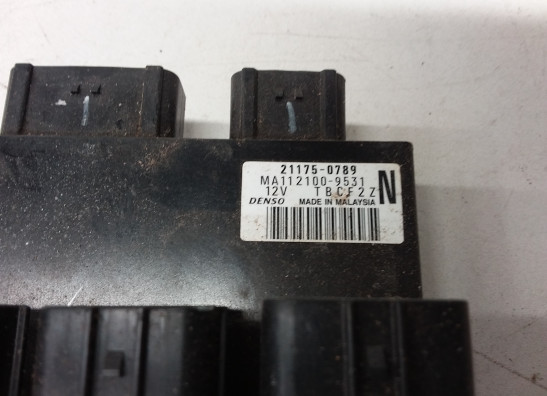 21175-0789
MA112100-9531
12V TBCF2Z N
DENSO MADE IN MALAYSIA